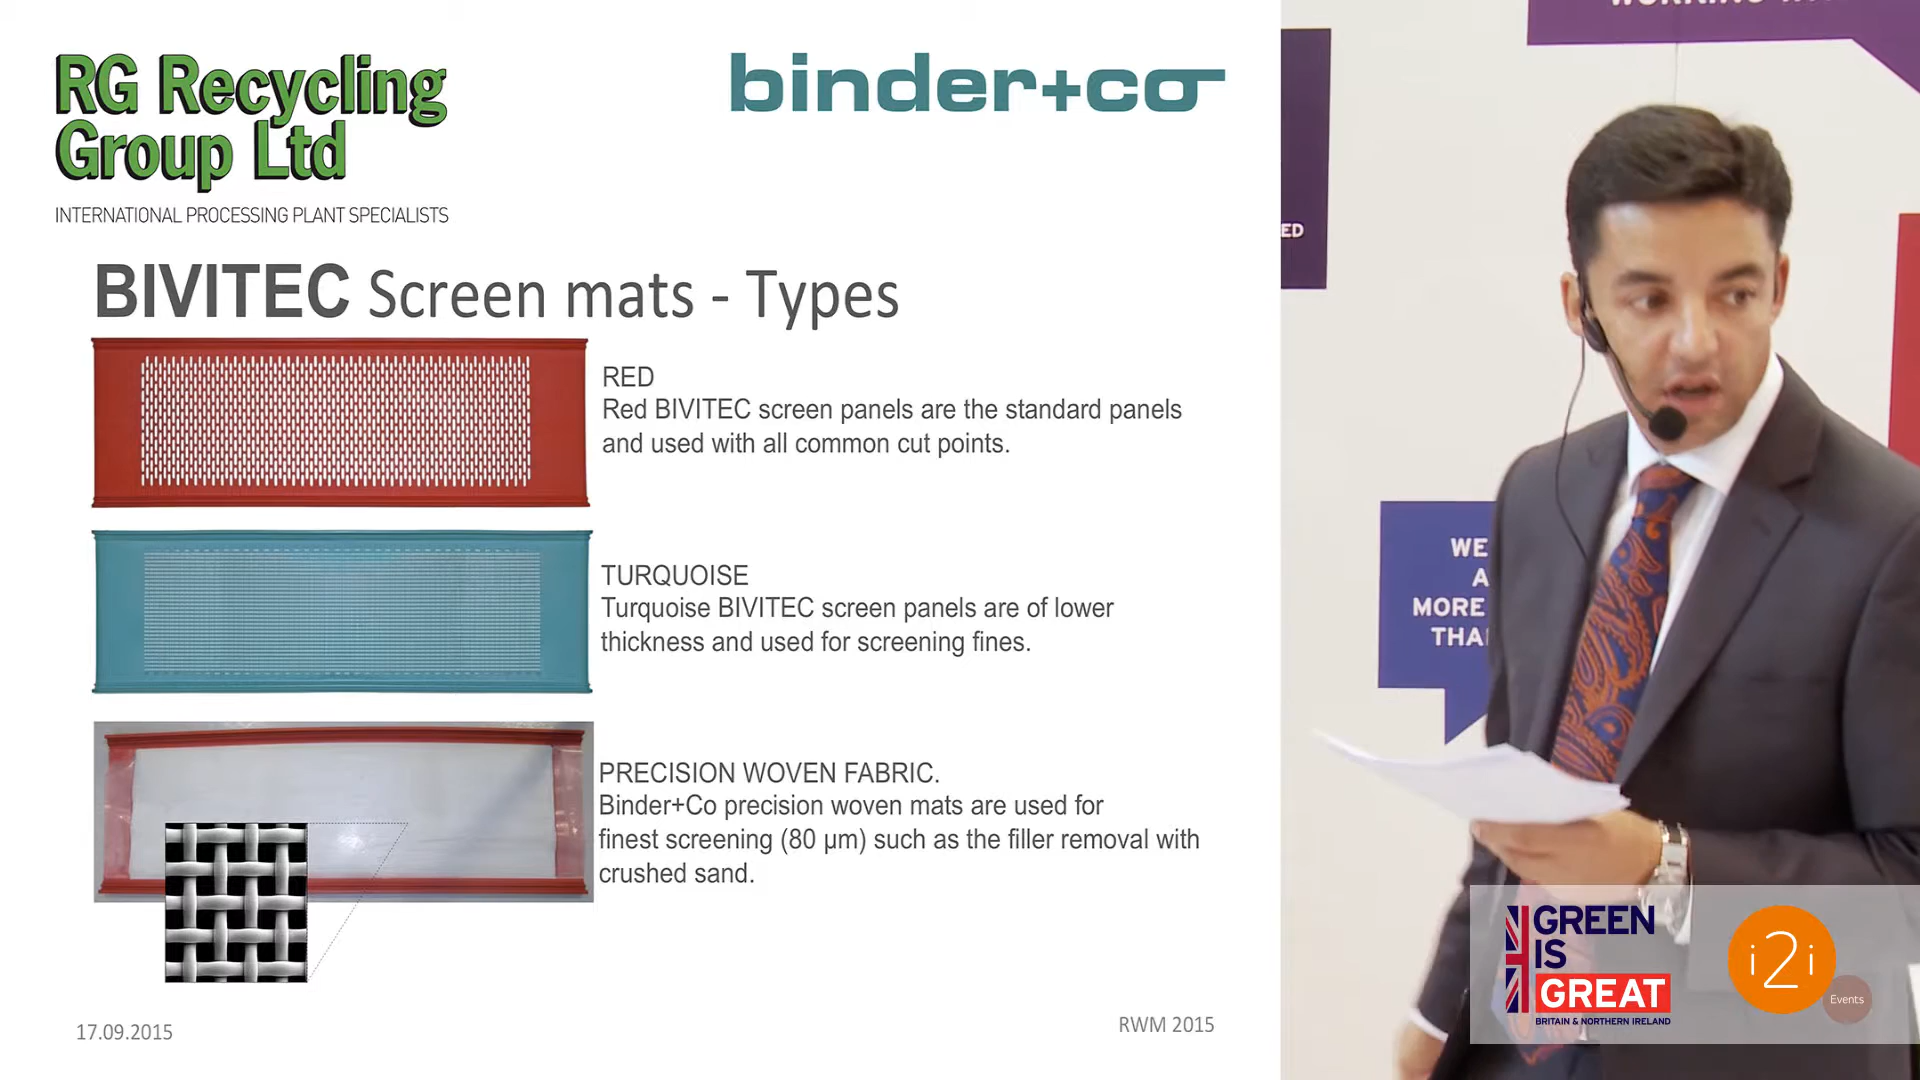 RG Recycling
Group Ltd
INTERNATIONAL PROCESSING PLANT SPECIALISTS
binder+co
BIVITEC Screen mats - Types
RED
Red BIVITEC screen panels are the standard panels
and used with all common cut points.
TURQUOISE
Turquoise BIVITEC screen panels are of lower
thickness and used for screening fines.
PRECISION WOVEN FABRIC.
Binder+Co precision woven mats are used for
finest screening (80 µm) such as the filler removal with
crushed sand.
17.09.2015
RWM 2015
ED
WE
A
MORE
THA
GREEN
IS
GREAT
BRITAIN & NORTHERN IRELAND
i2i
Events